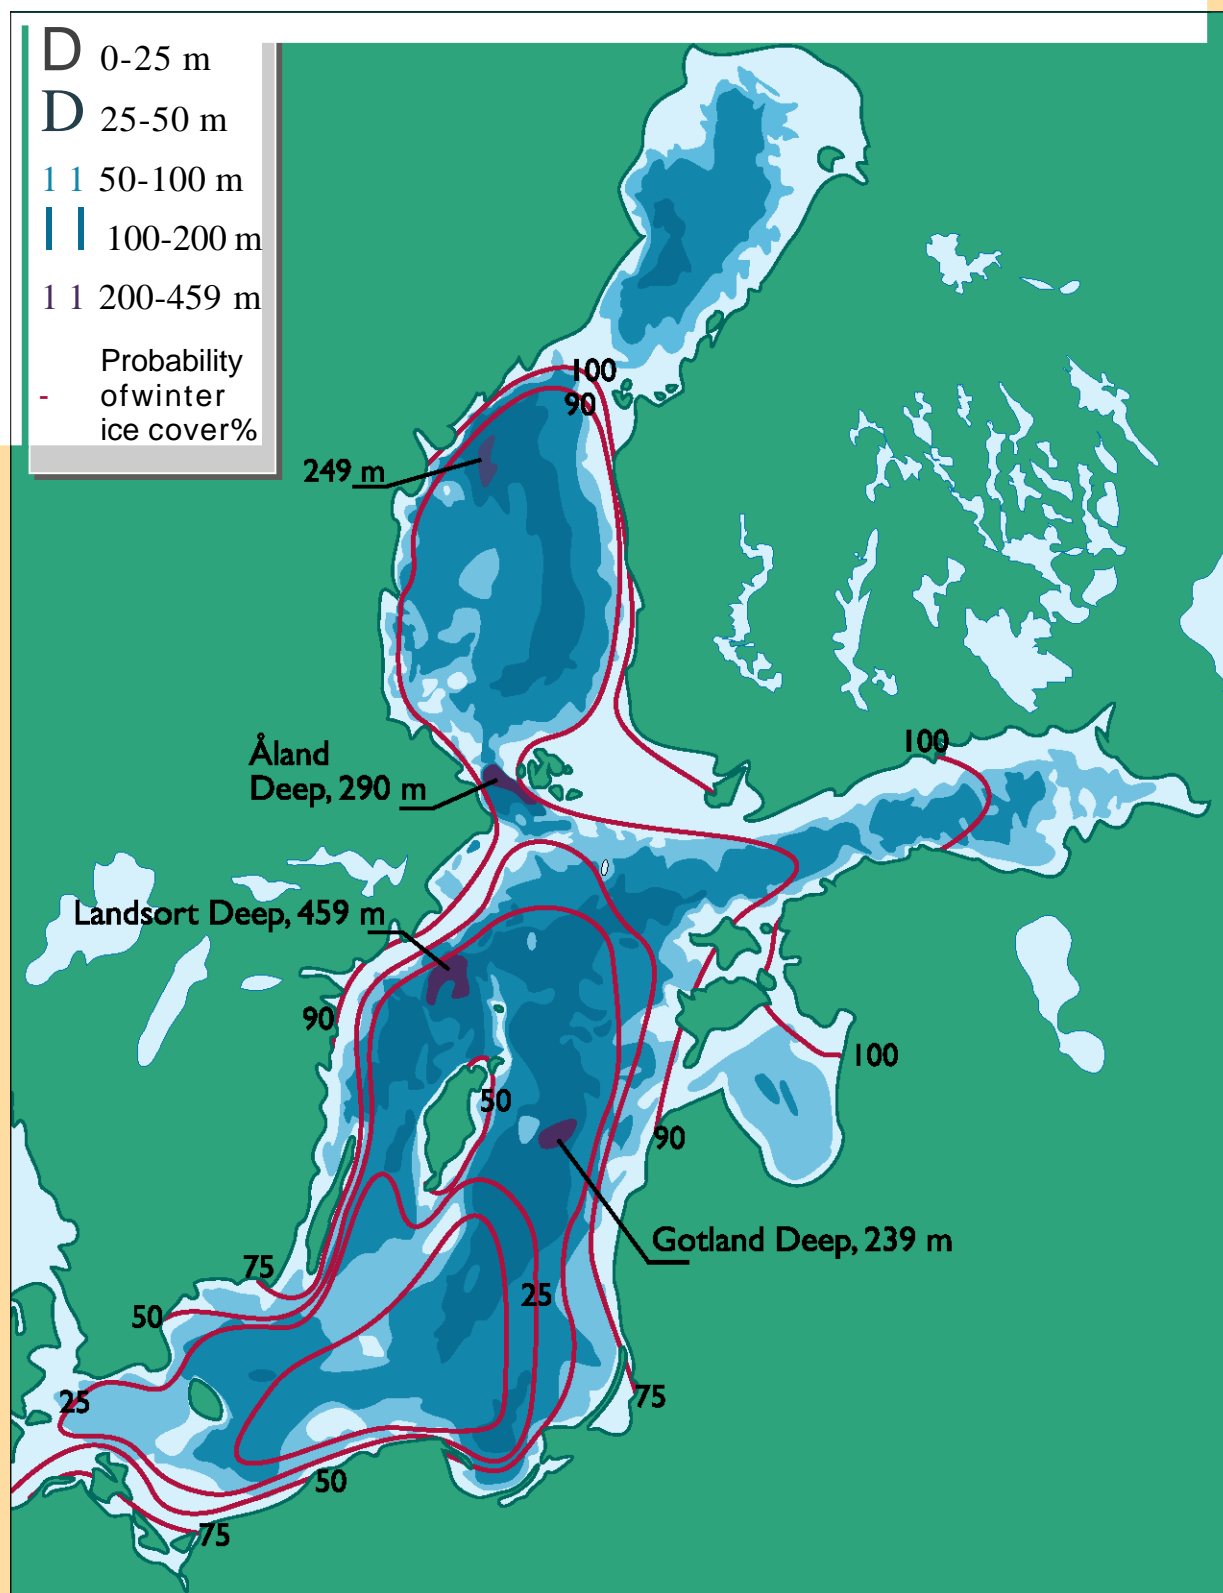 D 0-25 m
D 25-50 m
1 1 50-100 m
| | 100-200 m
1 1 200-459 m
Probability
- ofwinter
ice cover%
100
90
249 m
Åland
Deep, 290 m
100
Landsort Deep, 459 m
90
100
50
90
Gotland Deep, 239 m
75
25
50
75
25
50
75